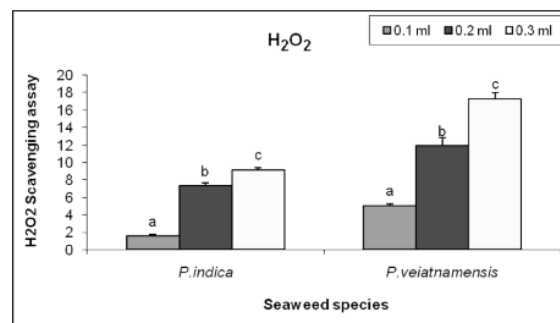 H₂O₂
0.1 ml 0.2 ml 0.3 ml
H2O2 Scavenging assay
20
18
16
14
12
10
8
6
4
2
0
a b c
a b c
P.indica P.veiatnamensis
Seaweed species